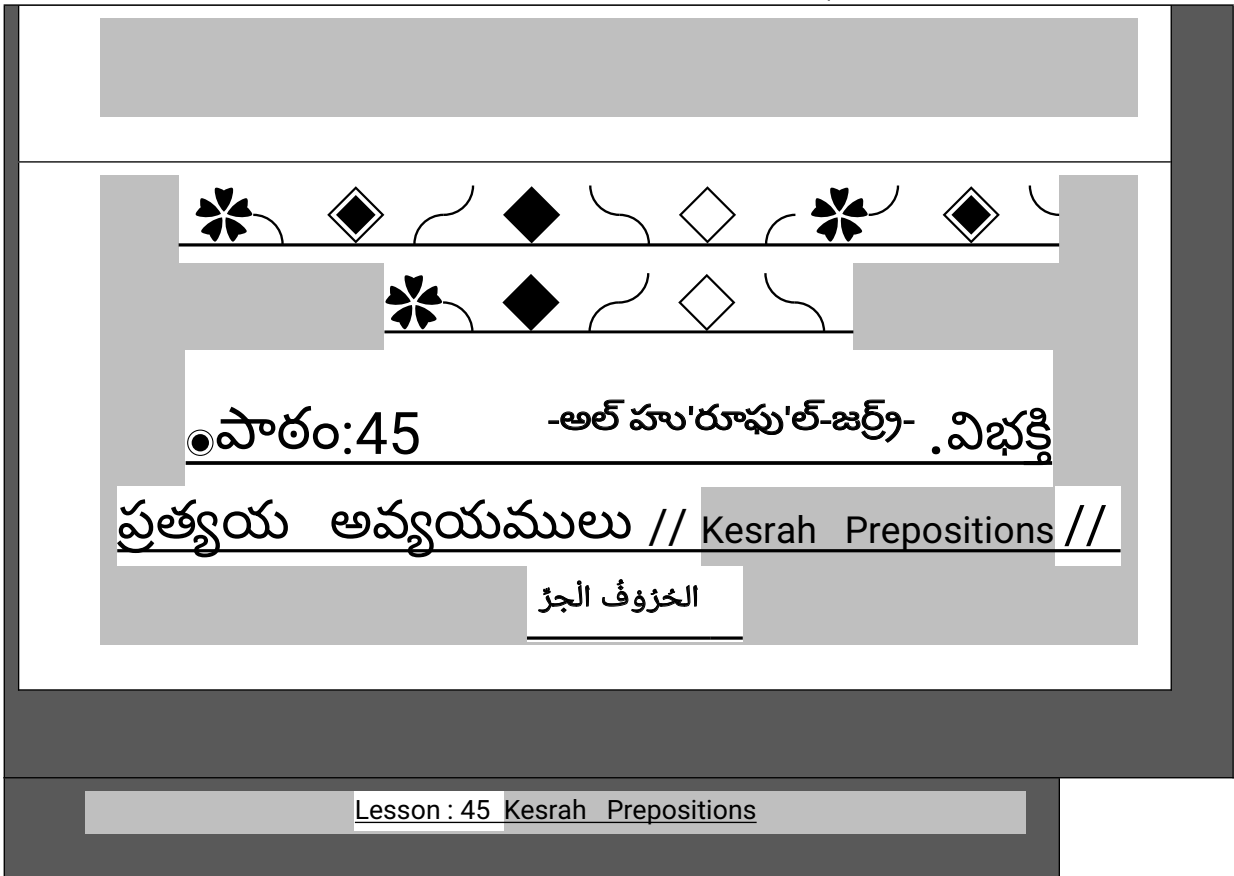 ◉పాఠం:45 -అల్ హు'రూఫు'ల్-జర్ర్-. విభక్తి
ప్రత్యయ అవ్యయములు // Kesrah Prepositions //
الحُرُوْفُ الْجرِّ
Lesson : 45 Kesrah Prepositions